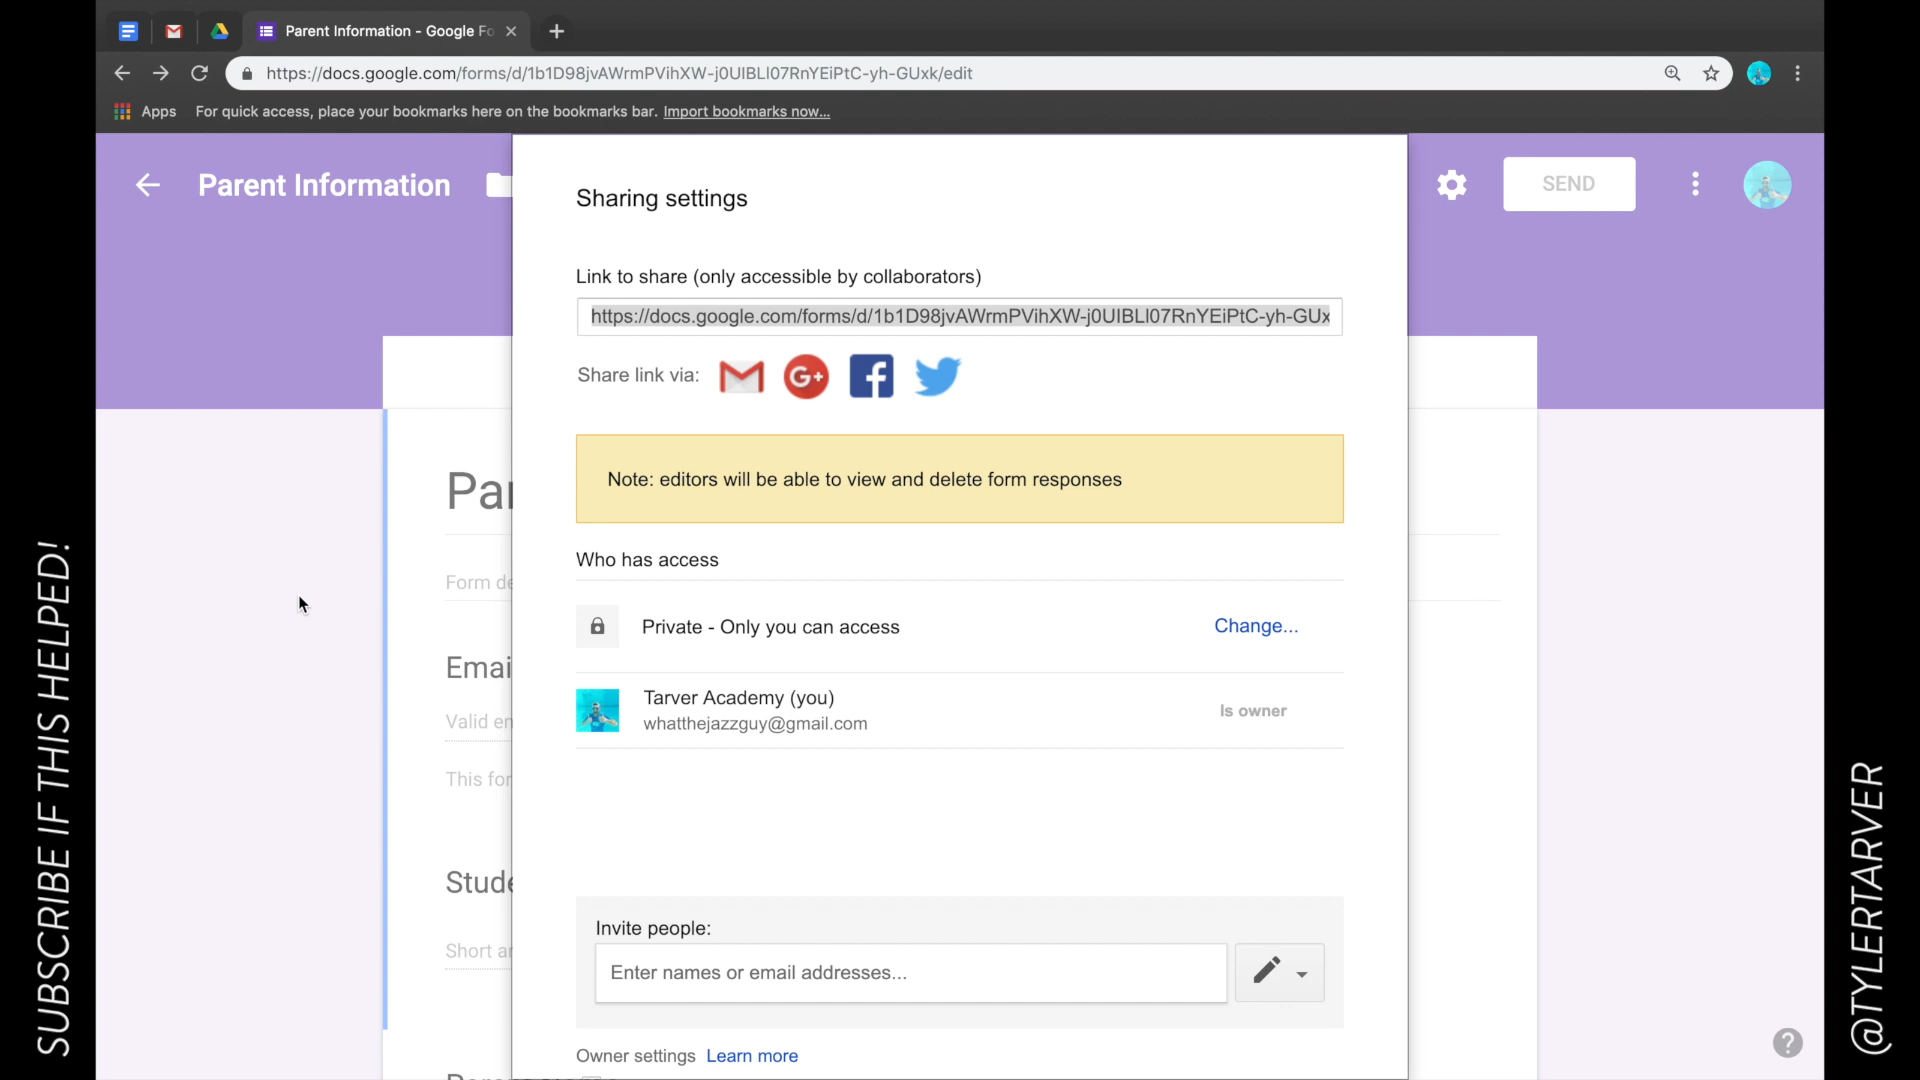 Parent Information - Google Fo
https://docs.google.com/forms/d/1b1D98jvAWrmPVihXW-j0UIBLl07RnYEiPtC-yh-GUxk/edit
Apps For quick access, place your bookmarks here on the bookmarks bar. Import bookmarks now...
Parent Information
SEND
Sharing settings
Link to share (only accessible by collaborators)
https://docs.google.com/forms/d/1b1D98jvAWrmPVihXW-j0UIBLl07RnYEiPtC-yh-GUx
Share link via:
G+
Note: editors will be able to view and delete form responses
Par
Who has access
Form de
Private - Only you can access Change...
Emai
Tarver Academy (you)
whatthejazzguy@gmail.com
Is owner
Valid en
This for
Stude
Invite people:
Short an
Enter names or email addresses...
Owner settings Learn more
SUBSCRIBE IF THIS HELPED!
@TYLERTARVER